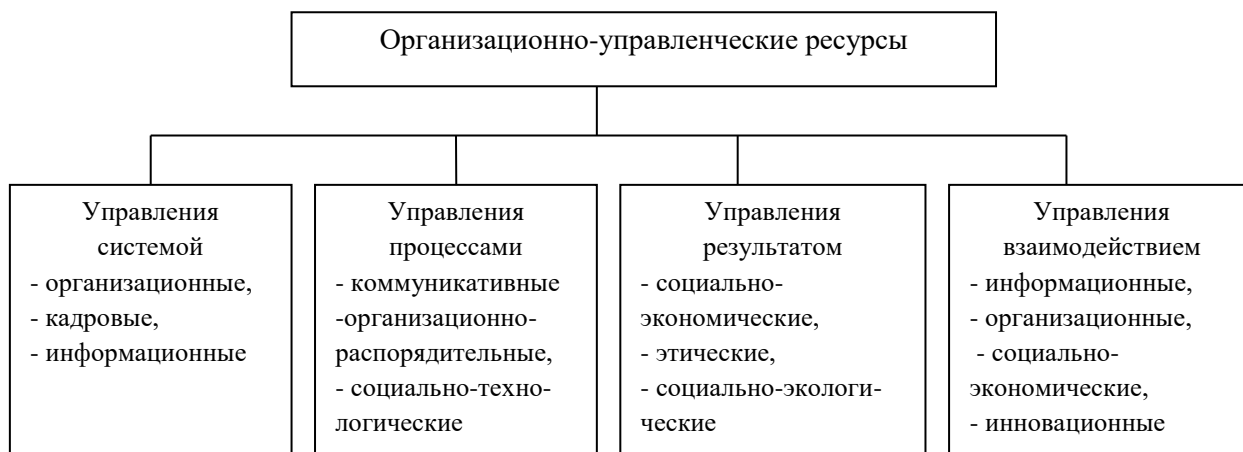 Организационно-управленческие ресурсы
Управления
системой
- организационные,
- кадровые,
- информационные
Управления
процессами
- коммуникативные
-организационно-
распорядительные,
- социально-техно-
логические
Управления
результатом
- социально-
экономические,
- этические,
- социально-экологи-
ческие
Управления
взаимодействием
- информационные,
- организационные,
- социально-
экономические,
- инновационные